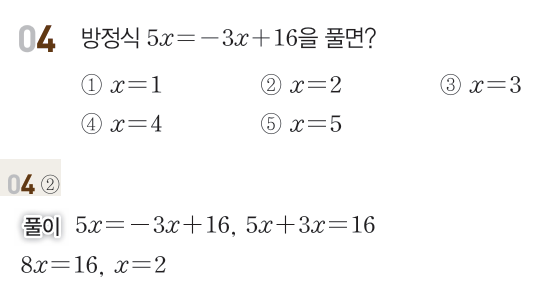 04 방정식 5x=-3x+16을 풀면?
① x=1 ② x=2 ③ x=3
④ x=4 ⑤ x=5
04 ②
풀이 5x=-3x+16, 5x+3x=16
8x=16, x=2